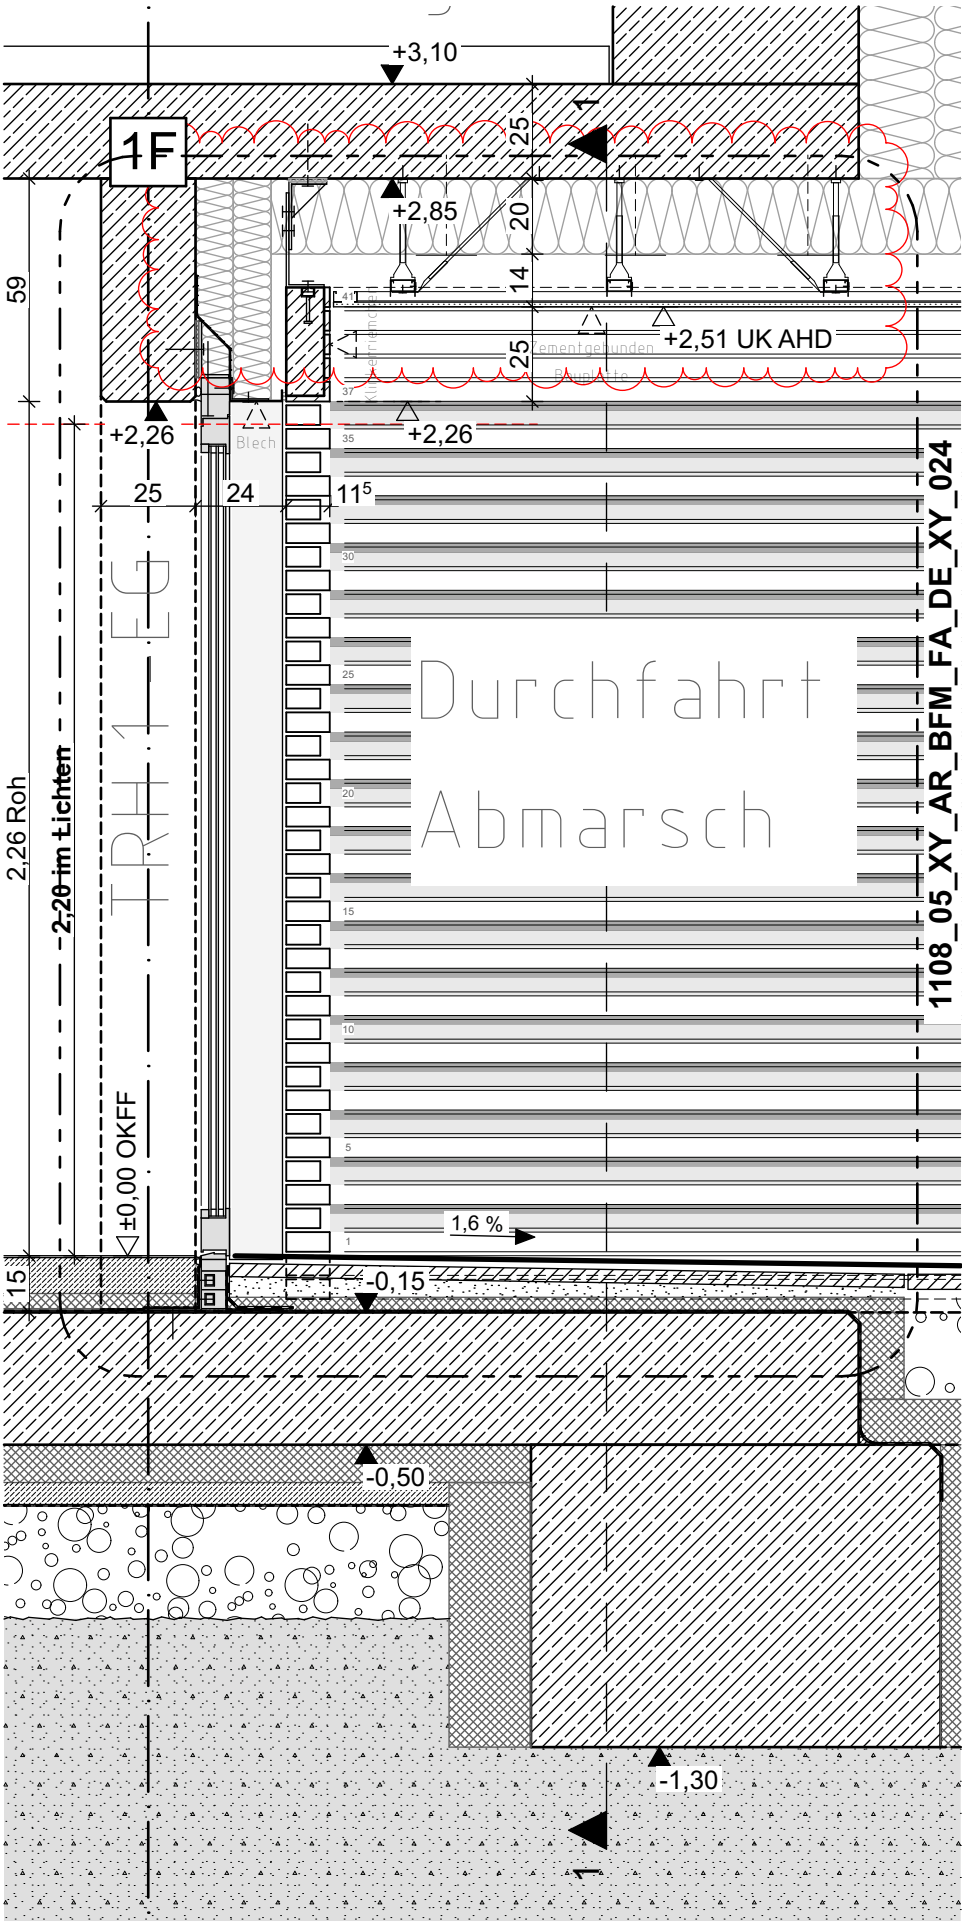 +3,10
1
25
1F
+2,85
20
59
14
41
+2,51 UK AHD
Zementgebunden
Bauplatte
25
Klinkerriemchen
37
+2,26
+2,26
35
Blech
25
24
11⁵
30
TRH 1 - EG
Durchfahrt
Abmarsch
25
20
15
10
5
1
2,26 Roh
2,20 im Lichten
1108_05_XY_AR_BFM_FA_DE_XY_024
±0,00 OKFF
1,6 %
15
-0,15
-0,50
-1,30
1